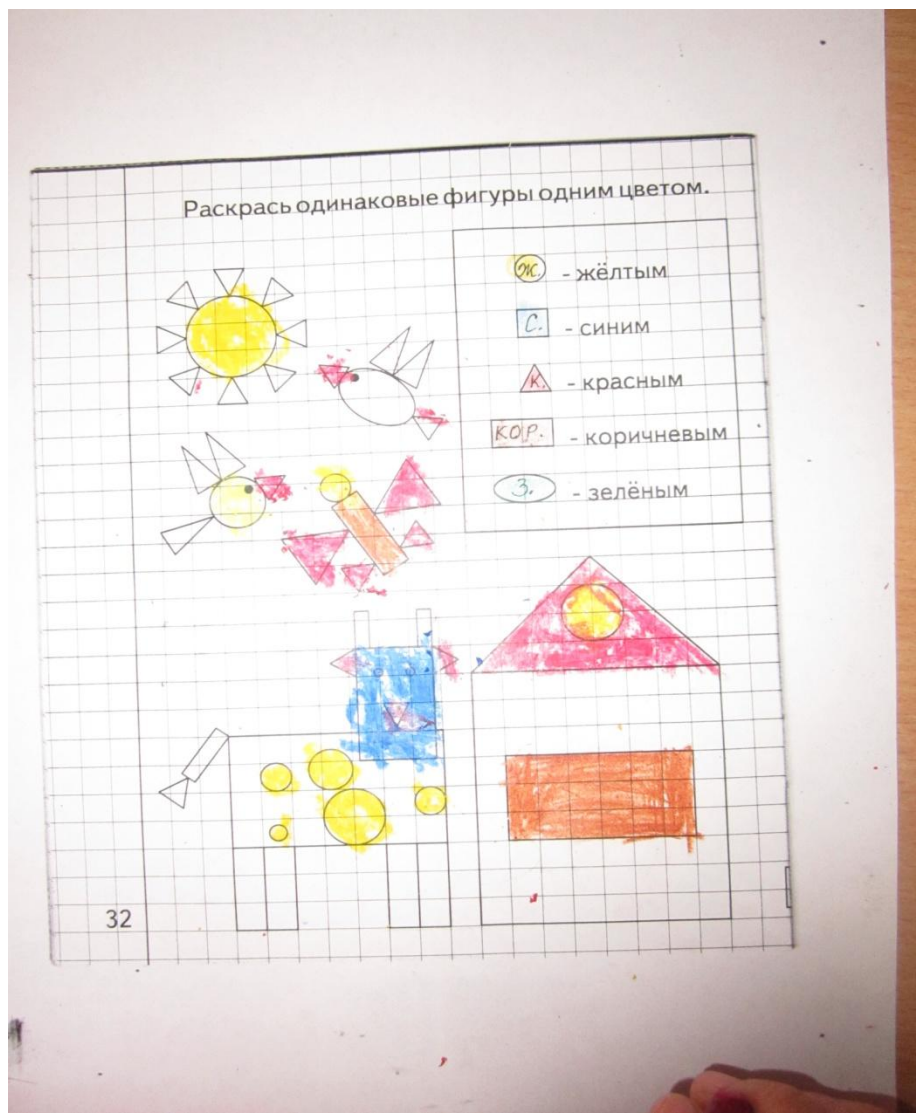 Раскрась одинаковые фигуры одним цветом.
ж. - жёлтым
С. - синим
К. - красным
КОР. - коричневым
З. - зелёным
32